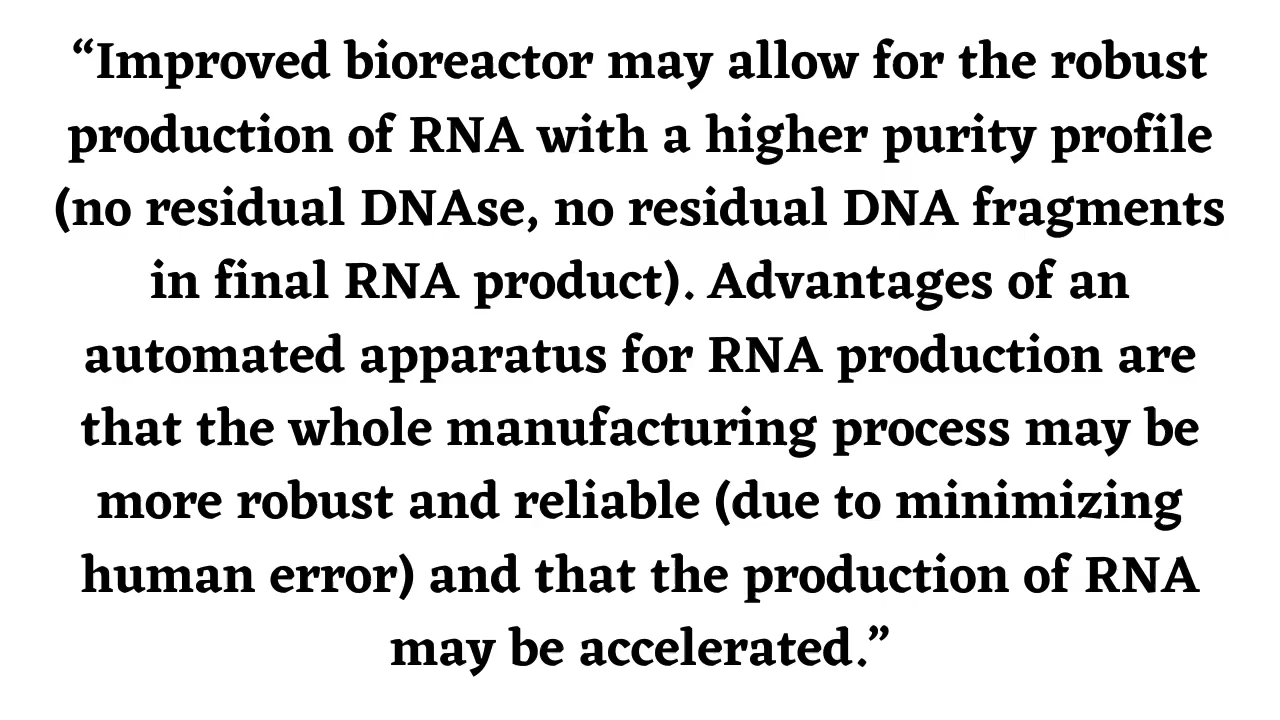 “Improved bioreactor may allow for the robust
production of RNA with a higher purity profile
(no residual DNAse, no residual DNA fragments
in final RNA product). Advantages of an
automated apparatus for RNA production are
that the whole manufacturing process may be
more robust and reliable (due to minimizing
human error) and that the production of RNA
may be accelerated.”